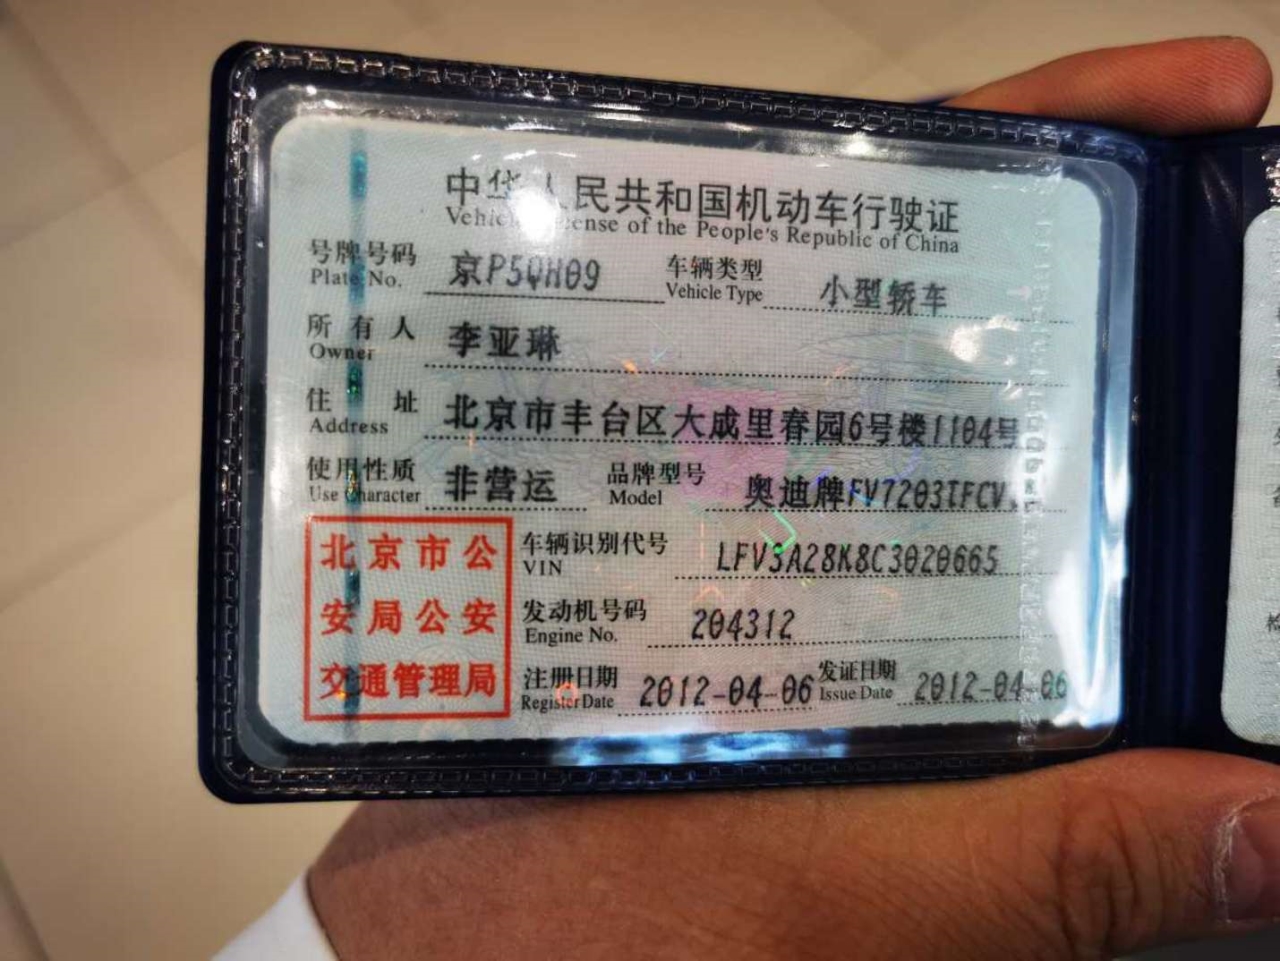 中华人民共和国机动车行驶证
Vehicle License of the People's Republic of China
号牌号码 京P5QH09 车辆类型 小型轿车
Plate No. Vehicle Type
所有人 李亚琳
Owner
住址 北京市丰台区大成里春园6号楼1104号
Address
使用性质 非营运 品牌型号 奥迪牌FV7203TFCV
Use Character Model
北京市公
安局公安
交通管理局
车辆识别代号 LFV3A28K8C3020665
VIN
发动机号码 204312
Engine No.
注册日期 2012-04-06 发证日期 2012-04-06
Register Date Issue Date